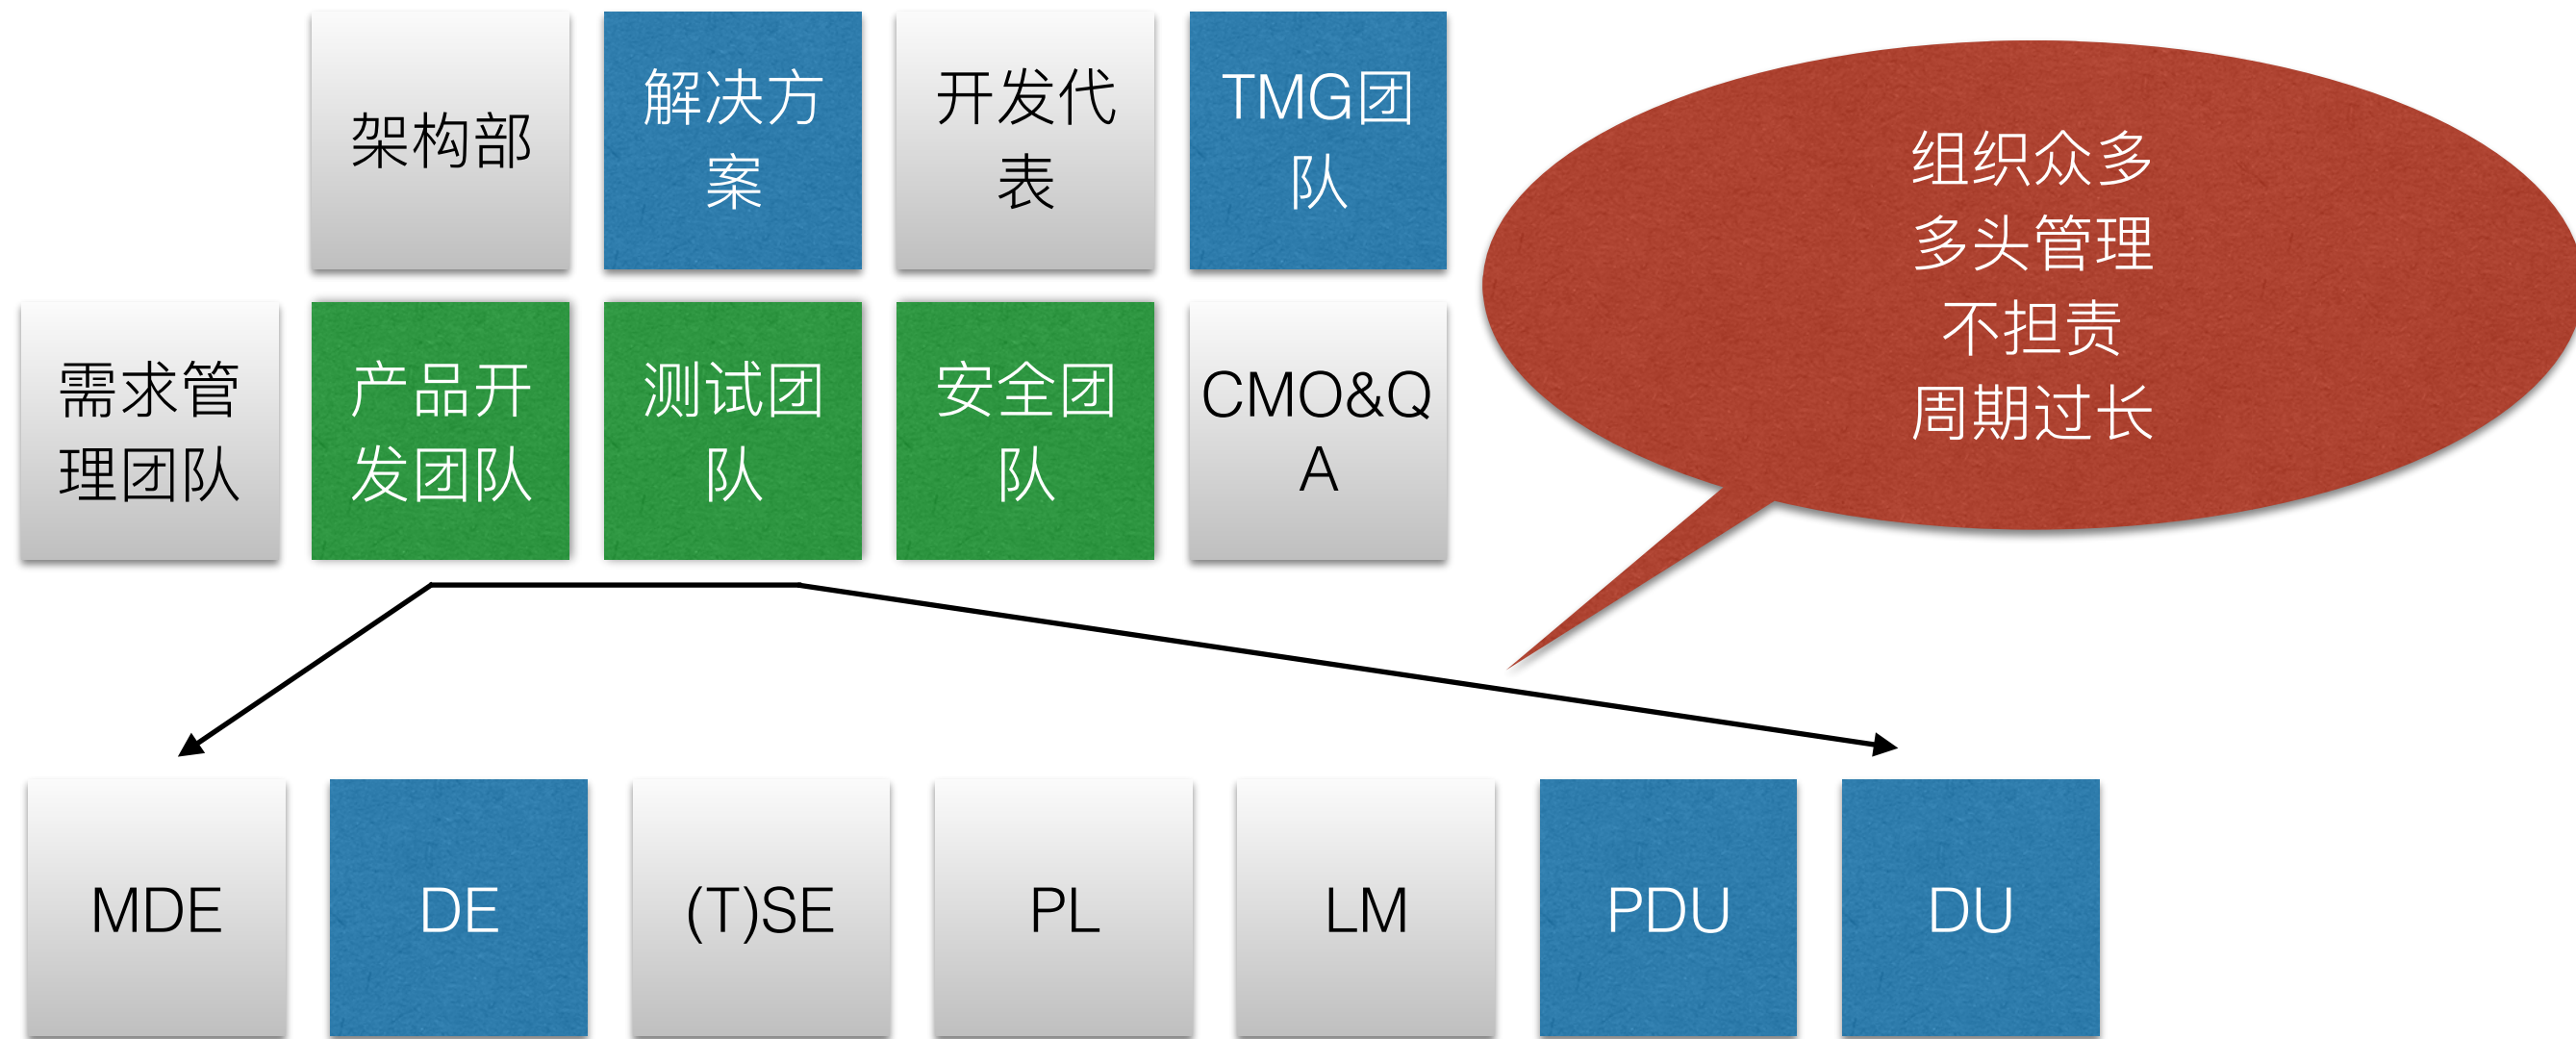 架构部
解决方
案
开发代
表
TMG团
队
需求管
理团队
产品开
发团队
测试团
队
安全团
队
CMO&Q
A
组织众多
多头管理
不担责
周期过长
MDE
DE
(T)SE
PL
LM
PDU
DU